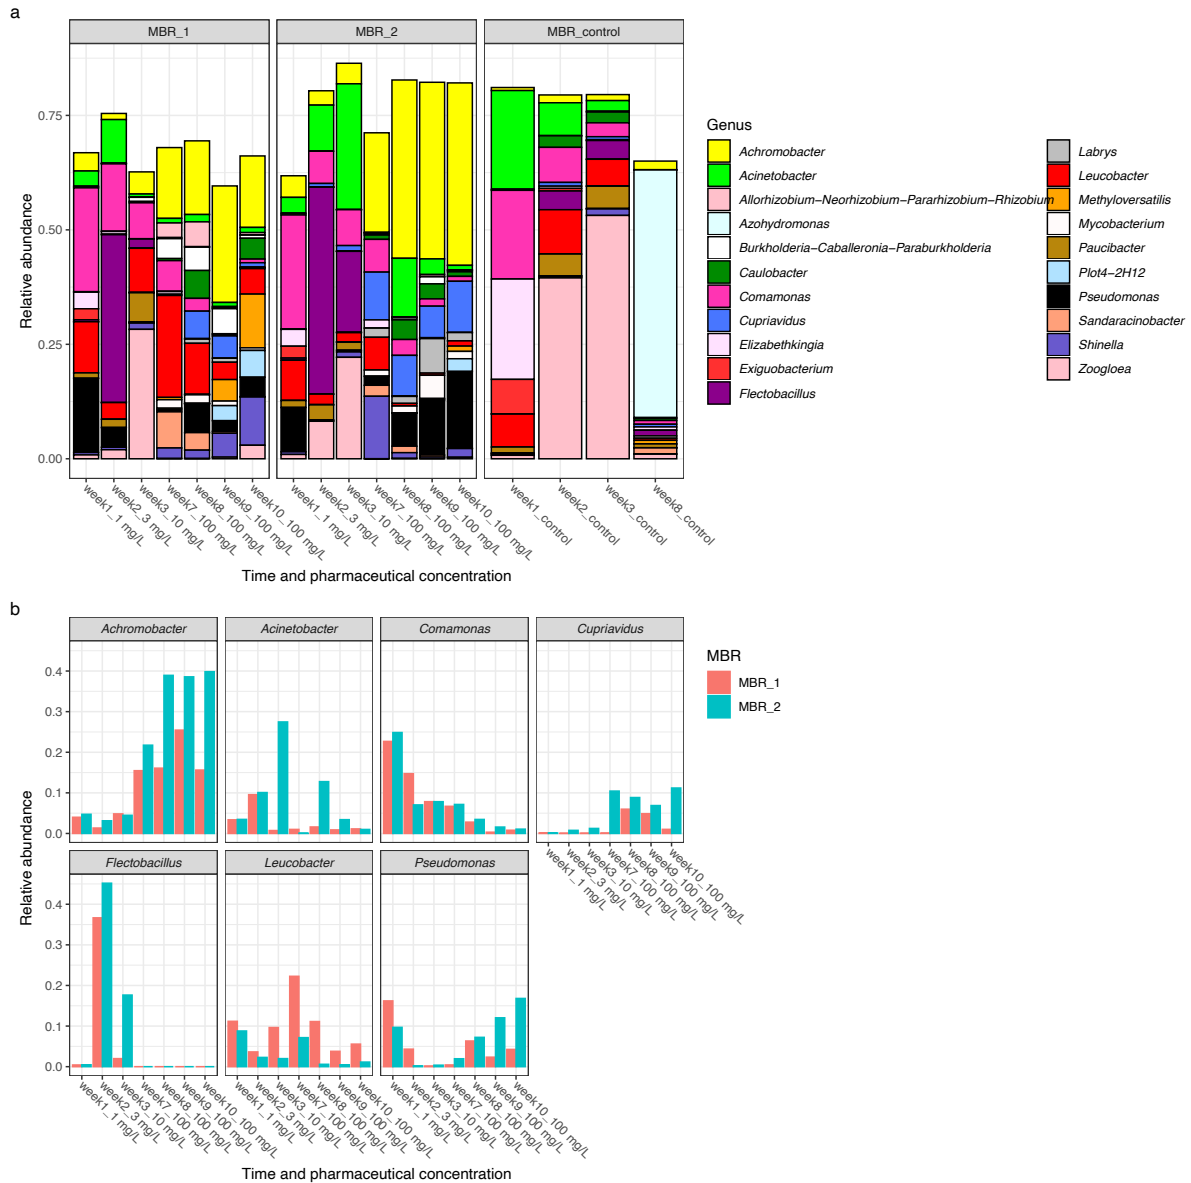 a
MBR_1
MBR_2
MBR_control
Relative abundance
0.75
0.50
0.25
0.00
week1_1 mg/L
week2_3 mg/L
week3_10 mg/L
week7_100 mg/L
week8_100 mg/L
week9_100 mg/L
week10_100 mg/L
week1_1 mg/L
week2_3 mg/L
week3_10 mg/L
week7_100 mg/L
week8_100 mg/L
week9_100 mg/L
week10_100 mg/L
week1_control
week2_control
week3_control
week8_control
Time and pharmaceutical concentration
Genus
Achromobacter
Acinetobacter
Allorhizobium−Neorhizobium−Pararhizobium−Rhizobium
Azohydromonas
Burkholderia−Caballeronia−Paraburkholderia
Caulobacter
Comamonas
Cupriavidus
Elizabethkingia
Exiguobacterium
Flectobacillus
Labrys
Leucobacter
Methyloversatilis
Mycobacterium
Paucibacter
Plot4−2H12
Pseudomonas
Sandaracinobacter
Shinella
Zoogloea
b
Achromobacter
Acinetobacter
Comamonas
Cupriavidus
Relative abundance
0.4
0.3
0.2
0.1
0.0
week1_1 mg/L
week2_3 mg/L
week3_10 mg/L
week7_100 mg/L
week8_100 mg/L
week9_100 mg/L
week10_100 mg/L
Flectobacillus
Leucobacter
Pseudomonas
0.4
0.3
0.2
0.1
0.0
week1_1 mg/L
week2_3 mg/L
week3_10 mg/L
week7_100 mg/L
week8_100 mg/L
week9_100 mg/L
week10_100 mg/L
week1_1 mg/L
week2_3 mg/L
week3_10 mg/L
week7_100 mg/L
week8_100 mg/L
week9_100 mg/L
week10_100 mg/L
week1_1 mg/L
week2_3 mg/L
week3_10 mg/L
week7_100 mg/L
week8_100 mg/L
week9_100 mg/L
week10_100 mg/L
Time and pharmaceutical concentration
MBR
MBR_1
MBR_2